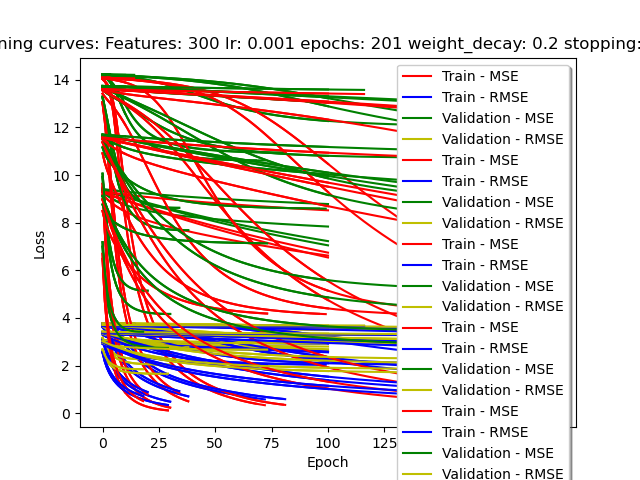 ning curves: Features: 300 lr: 0.001 epochs: 201 weight_decay: 0.2 stopping:
14
12
10
8
6
4
2
0
Loss
0 25 50 75 100 125
Epoch
Train - MSE
Train - RMSE
Validation - MSE
Validation - RMSE
Train - MSE
Train - RMSE
Validation - MSE
Validation - RMSE
Train - MSE
Train - RMSE
Validation - MSE
Validation - RMSE
Train - MSE
Train - RMSE
Validation - MSE
Validation - RMSE
Train - MSE
Train - RMSE
Validation - MSE
Validation - RMSE